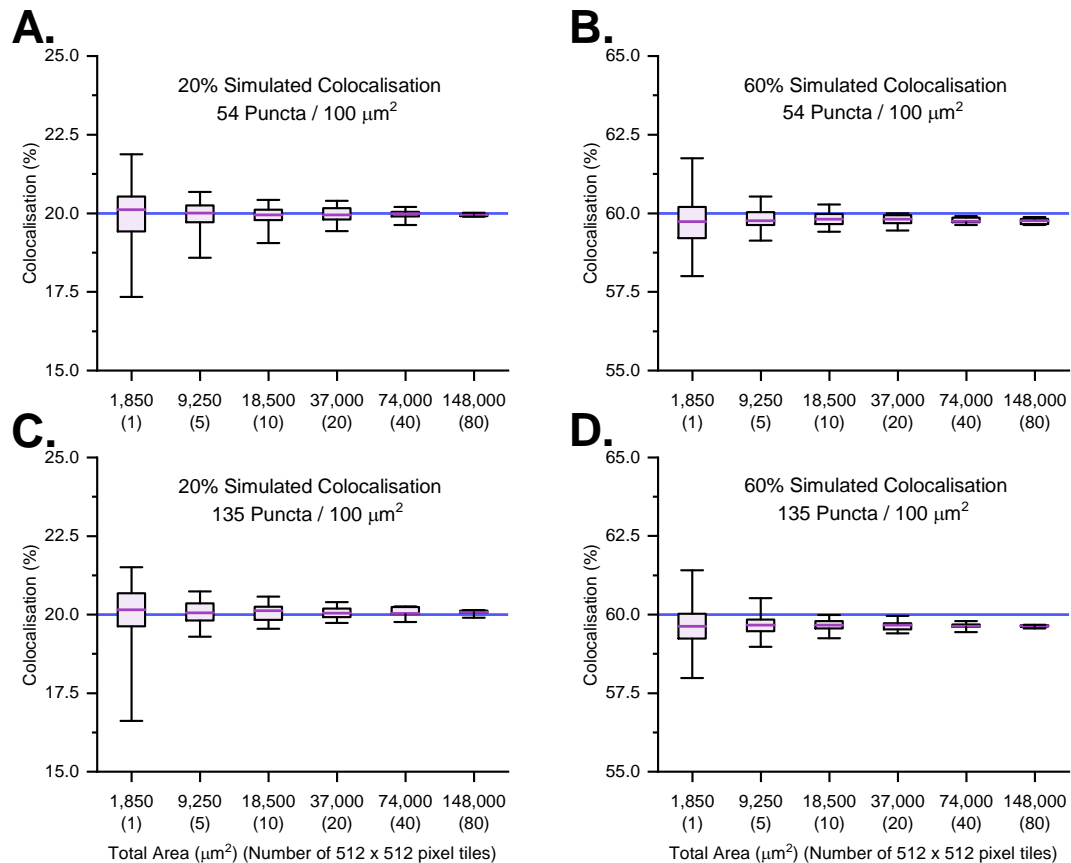 A.
25.0
20% Simulated Colocalisation
54 Puncta / 100 μm²
22.5
20.0
17.5
15.0
Colocalisation (%)
1,850 9,250 18,500 37,000 74,000 148,000
(1) (5) (10) (20) (40) (80)
B.
65.0
60% Simulated Colocalisation
54 Puncta / 100 μm²
62.5
60.0
57.5
55.0
Colocalisation (%)
1,850 9,250 18,500 37,000 74,000 148,000
(1) (5) (10) (20) (40) (80)
C.
25.0
20% Simulated Colocalisation
135 Puncta / 100 μm²
22.5
20.0
17.5
15.0
Colocalisation (%)
1,850 9,250 18,500 37,000 74,000 148,000
(1) (5) (10) (20) (40) (80)
Total Area (μm²) (Number of 512 x 512 pixel tiles)
D.
65.0
60% Simulated Colocalisation
135 Puncta / 100 μm²
62.5
60.0
57.5
55.0
Colocalisation (%)
1,850 9,250 18,500 37,000 74,000 148,000
(1) (5) (10) (20) (40) (80)
Total Area (μm²) (Number of 512 x 512 pixel tiles)